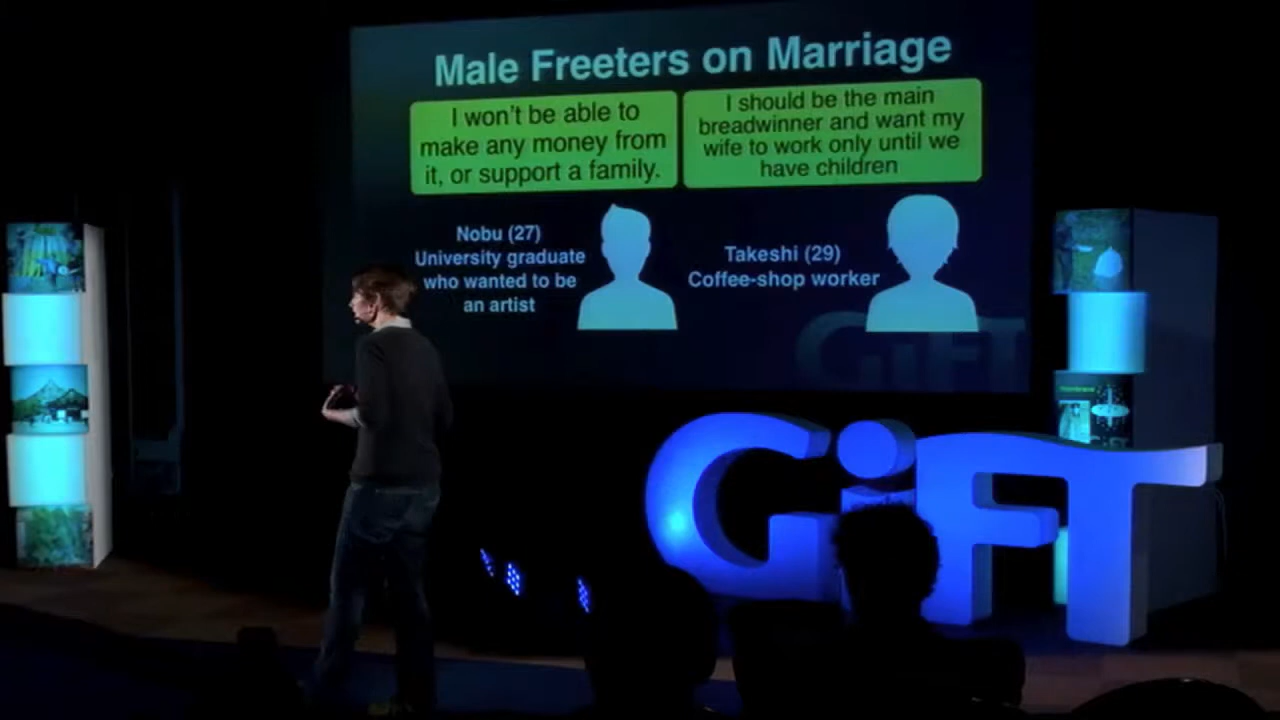 Male Freeters on Marriage
I won't be able to
make any money from
it, or support a family.
I should be the main
breadwinner and want my
wife to work only until we
have children
Nobu (27)
University graduate
who wanted to be
an artist
Takeshi (29)
Coffee-shop worker
GiFT
GiFT